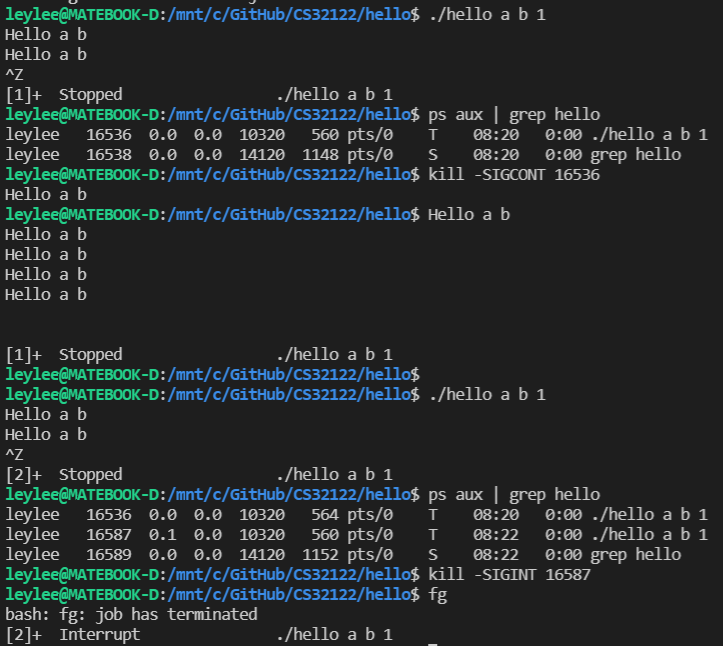 leylee@MATEBOOK-D:/mnt/c/GitHub/CS32122/hello$ ./hello a b 1
Hello a b
Hello a b
^Z
[1]+  Stopped                 ./hello a b 1
leylee@MATEBOOK-D:/mnt/c/GitHub/CS32122/hello$ ps aux | grep hello
leylee   16536  0.0  0.0  10320   560 pts/0    T    08:20   0:00 ./hello a b 1
leylee   16538  0.0  0.0  14120  1148 pts/0    S    08:20   0:00 grep hello
leylee@MATEBOOK-D:/mnt/c/GitHub/CS32122/hello$ kill -SIGCONT 16536
Hello a b
leylee@MATEBOOK-D:/mnt/c/GitHub/CS32122/hello$ Hello a b
Hello a b
Hello a b
Hello a b
Hello a b
[1]+  Stopped                 ./hello a b 1
leylee@MATEBOOK-D:/mnt/c/GitHub/CS32122/hello$
leylee@MATEBOOK-D:/mnt/c/GitHub/CS32122/hello$ ./hello a b 1
Hello a b
Hello a b
^Z
[2]+  Stopped                 ./hello a b 1
leylee@MATEBOOK-D:/mnt/c/GitHub/CS32122/hello$ ps aux | grep hello
leylee   16536  0.0  0.0  10320   564 pts/0    T    08:20   0:00 ./hello a b 1
leylee   16587  0.1  0.0  10320   560 pts/0    T    08:22   0:00 ./hello a b 1
leylee   16589  0.0  0.0  14120  1152 pts/0    S    08:22   0:00 grep hello
leylee@MATEBOOK-D:/mnt/c/GitHub/CS32122/hello$ kill -SIGINT 16587
leylee@MATEBOOK-D:/mnt/c/GitHub/CS32122/hello$ fg
bash: fg: job has terminated
[2]+  Interrupt               ./hello a b 1